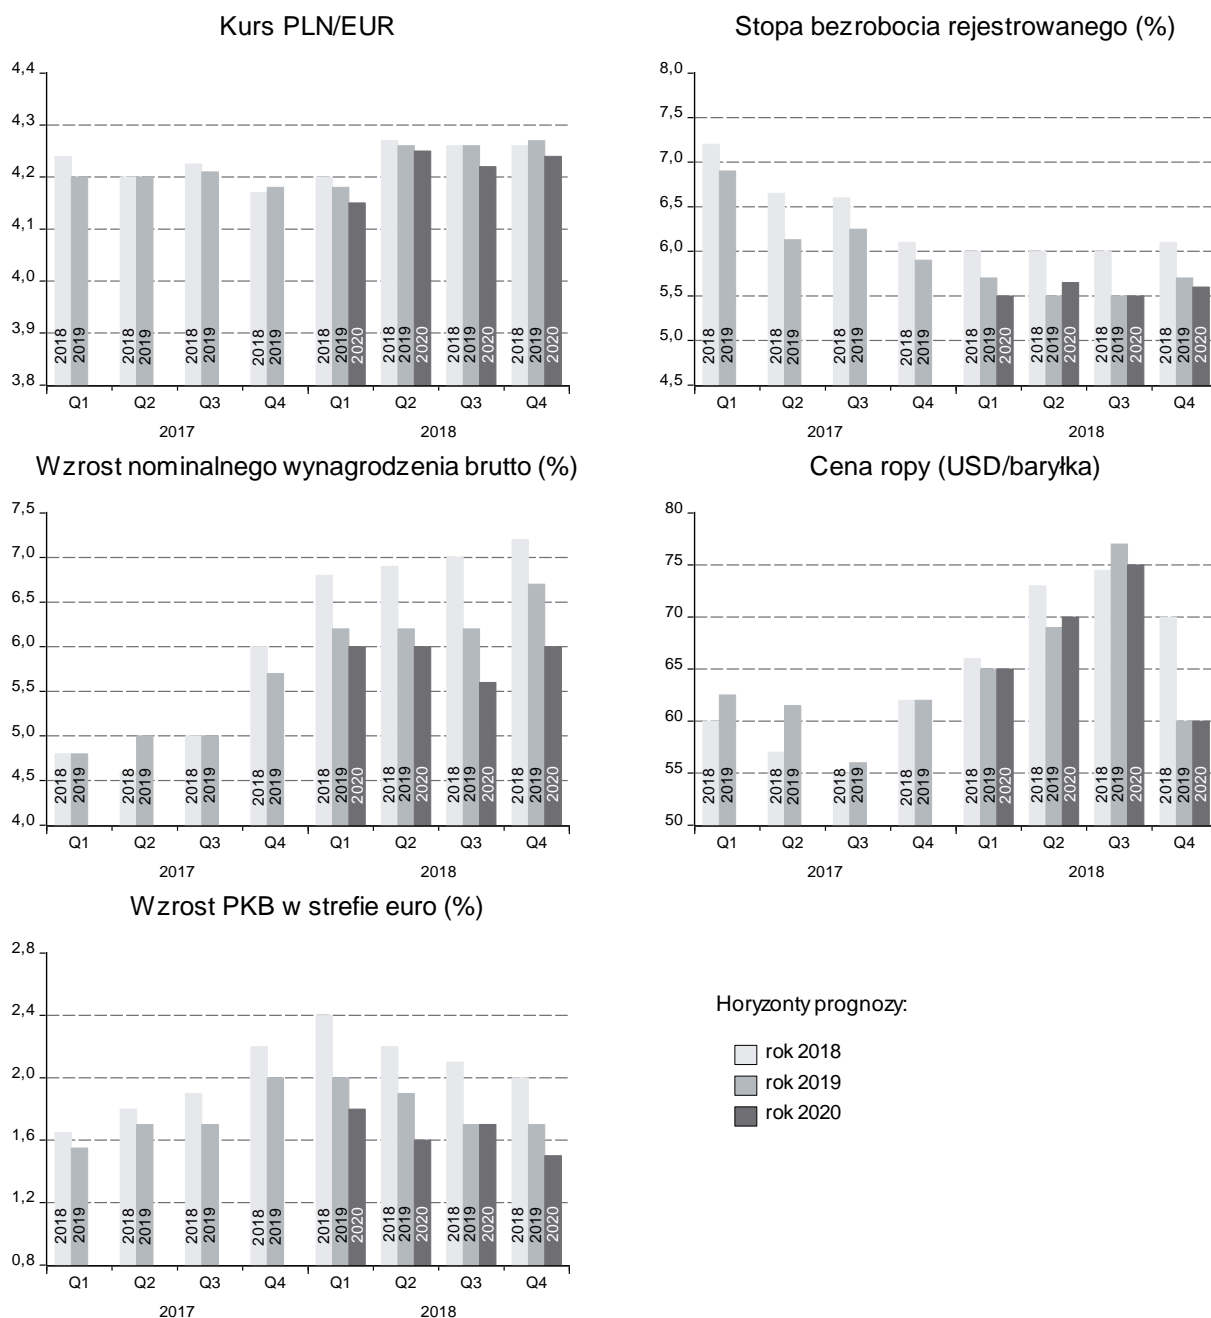 Kurs PLN/EUR
4,4
4,3
4,2
4,1
4,0
3,9
3,8
2018 2019 2018 2019 2018 2019 2018 2019 2018 2019 2020 2018 2019 2020 2018 2019 2020 2018 2019 2020
Q1 Q2 Q3 Q4 Q1 Q2 Q3 Q4
2017 2018
Stopa bezrobocia rejestrowanego (%)
8,0
7,5
7,0
6,5
6,0
5,5
5,0
4,5
2018 2019 2018 2019 2018 2019 2018 2019 2018 2019 2020 2018 2019 2020 2018 2019 2020 2018 2019 2020
Q1 Q2 Q3 Q4 Q1 Q2 Q3 Q4
2017 2018
Wzrost nominalnego wynagrodzenia brutto (%)
7,5
7,0
6,5
6,0
5,5
5,0
4,5
4,0
2018 2019 2018 2019 2018 2019 2018 2019 2018 2019 2020 2018 2019 2020 2018 2019 2020 2018 2019 2020
Q1 Q2 Q3 Q4 Q1 Q2 Q3 Q4
2017 2018
Cena ropy (USD/baryłka)
80
75
70
65
60
55
50
2018 2019 2018 2019 2018 2019 2018 2019 2018 2019 2020 2018 2019 2020 2018 2019 2020 2018 2019 2020
Q1 Q2 Q3 Q4 Q1 Q2 Q3 Q4
2017 2018
Wzrost PKB w strefie euro (%)
2,8
2,4
2,0
1,6
1,2
0,8
2018 2019 2018 2019 2018 2019 2018 2019 2018 2019 2020 2018 2019 2020 2018 2019 2020 2018 2019 2020
Q1 Q2 Q3 Q4 Q1 Q2 Q3 Q4
2017 2018
Horyzonty prognozy:
rok 2018
rok 2019
rok 2020